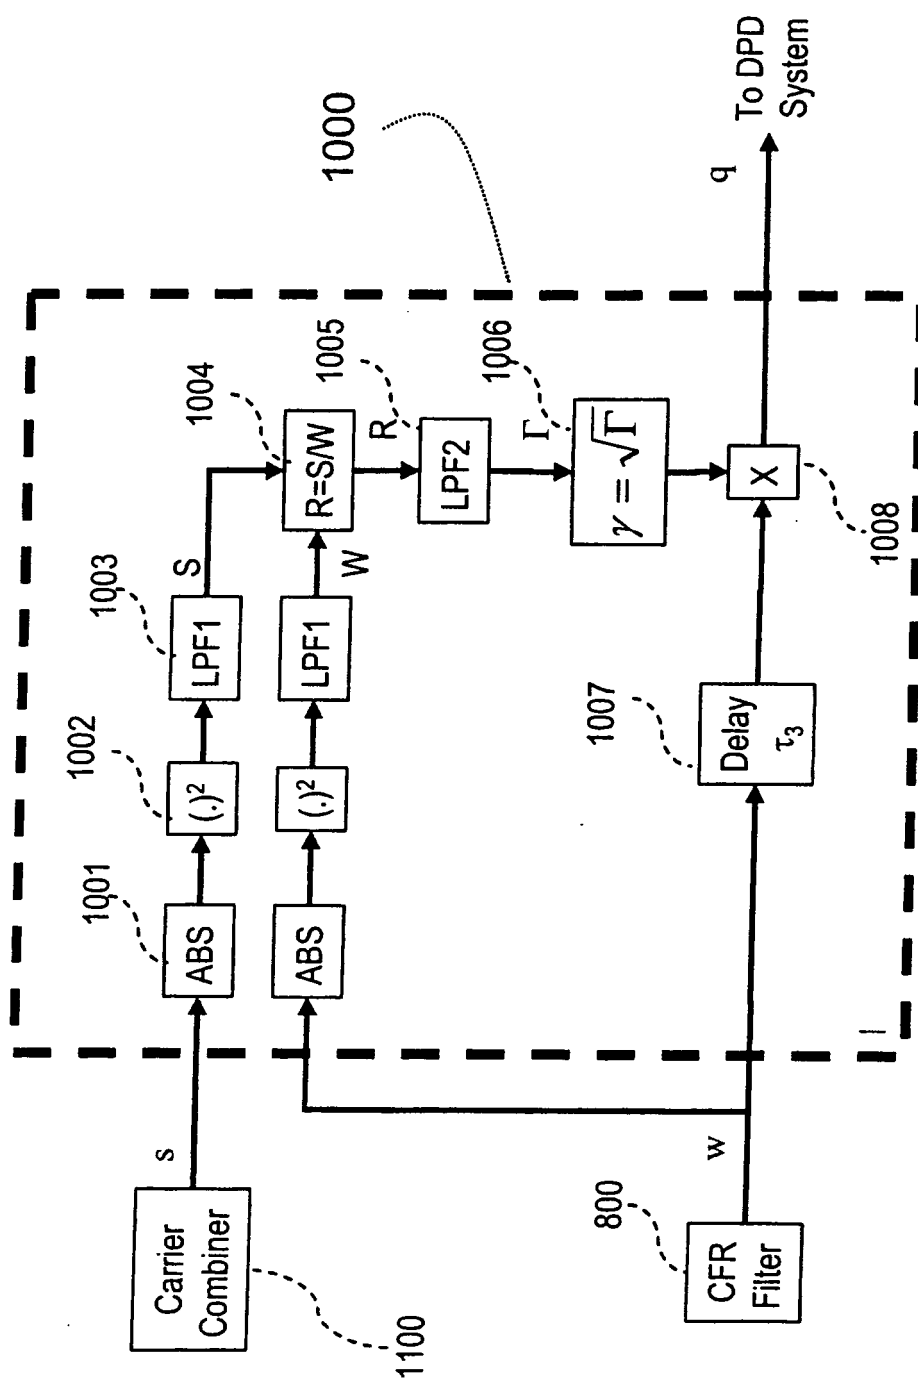 1000
Carrier
Combiner
1100
s
ABS
1001
(.)²
1002
LPF1
1003
S
R=S/W
1004
ABS
(.)²
LPF1
W
R
LPF2
1005
Γ
γ = √Γ
1006
CFR
Filter
800
w
Delay
τ₃
1007
X
1008
q
To DPD
System